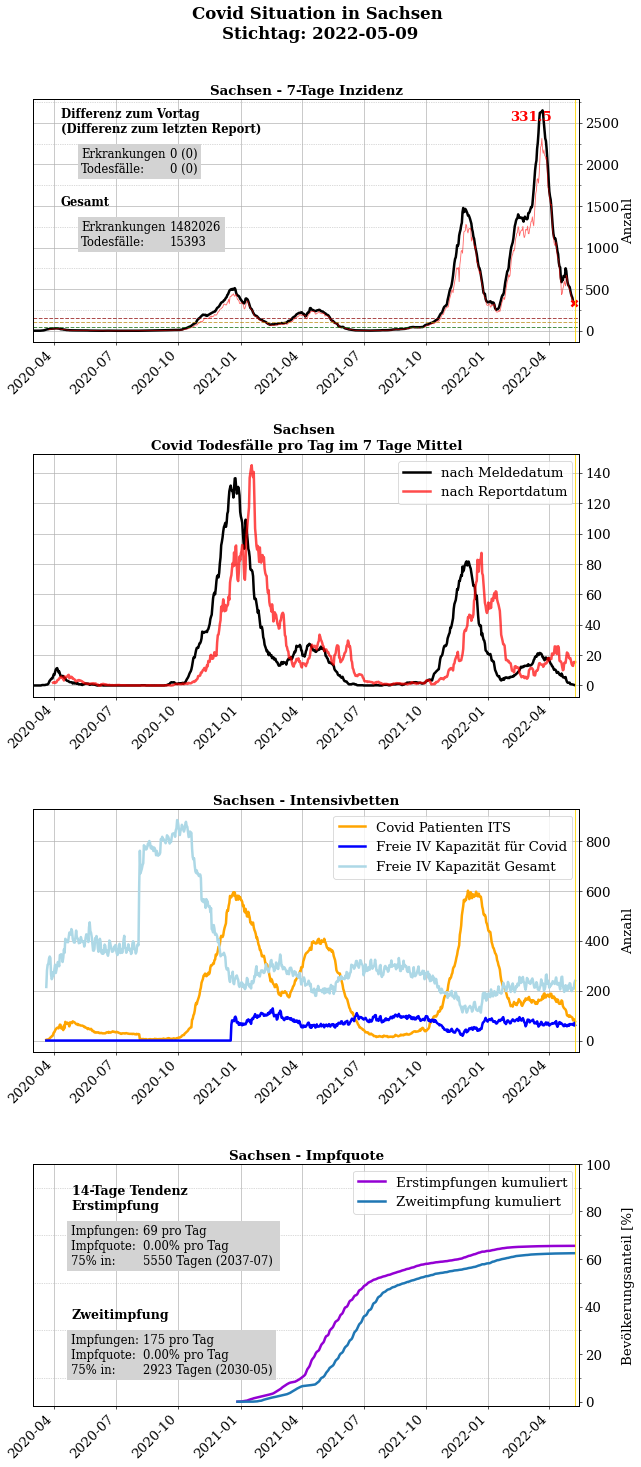 Covid Situation in Sachsen
Stichtag: 2022-05-09
Sachsen - 7-Tage Inzidenz
Differenz zum Vortag
(Differenz zum letzten Report)
Erkrankungen 0 (0)
Todesfälle: 0 (0)
Gesamt
Erkrankungen 1482026
Todesfälle: 15393
2500
2000
1500
1000
500
0
Anzahl
2020-04
2020-07
2020-10
2021-01
2021-04
2021-07
2021-10
2022-01
2022-04
Sachsen
Covid Todesfälle pro Tag im 7 Tage Mittel
nach Meldedatum
nach Reportdatum
140
120
100
80
60
40
20
0
2020-04
2020-07
2020-10
2021-01
2021-04
2021-07
2021-10
2022-01
2022-04
Sachsen - Intensivbetten
Covid Patienten ITS
Freie IV Kapazität für Covid
Freie IV Kapazität Gesamt
800
600
400
200
0
Anzahl
2020-04
2020-07
2020-10
2021-01
2021-04
2021-07
2021-10
2022-01
2022-04
Sachsen - Impfquote
14-Tage Tendenz
Erstimpfung
Impfungen: 69 pro Tag
Impfquote: 0.00% pro Tag
75% in: 5550 Tagen (2037-07)
Zweitimpfung
Impfungen: 175 pro Tag
Impfquote: 0.00% pro Tag
75% in: 2923 Tagen (2030-05)
Erstimpfungen kumuliert
Zweitimpfung kumuliert
100
80
60
40
20
0
Bevölkerungsanteil [%]
2020-04
2020-07
2020-10
2021-01
2021-04
2021-07
2021-10
2022-01
2022-04